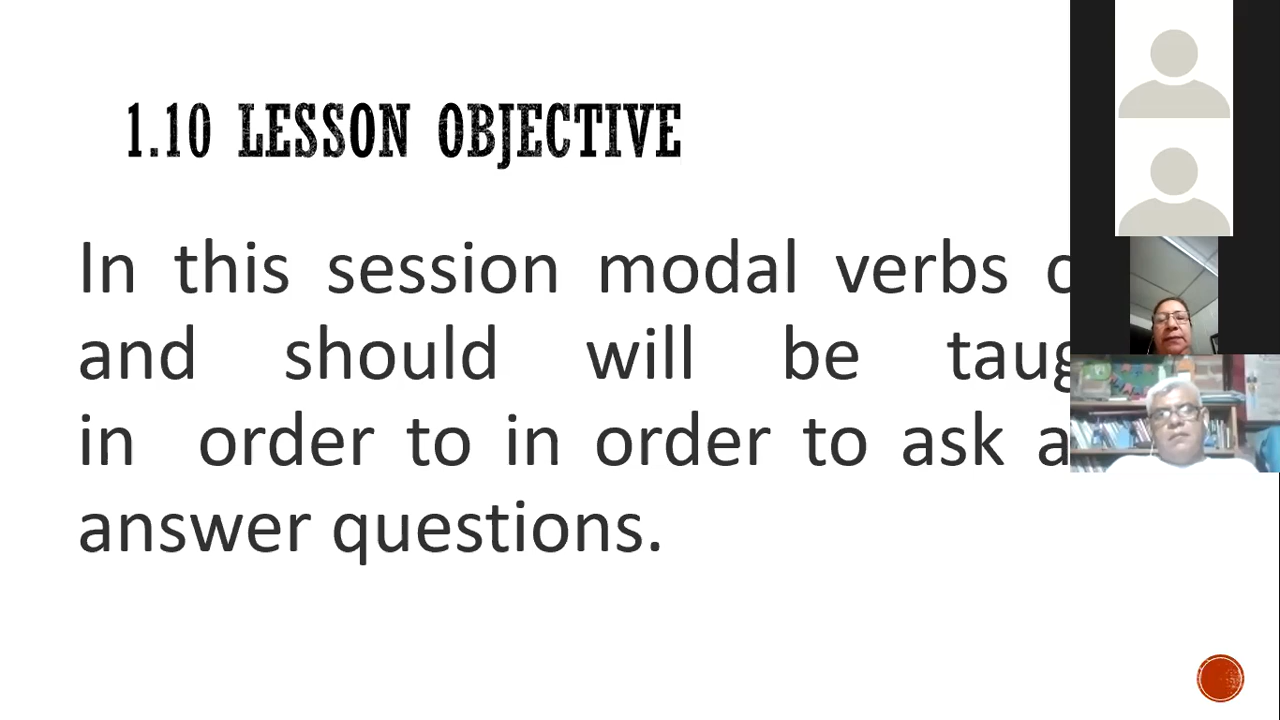 1.10 LESSON OBJECTIVE
In this session modal verbs
and should will be
in order to in order to ask
answer questions.